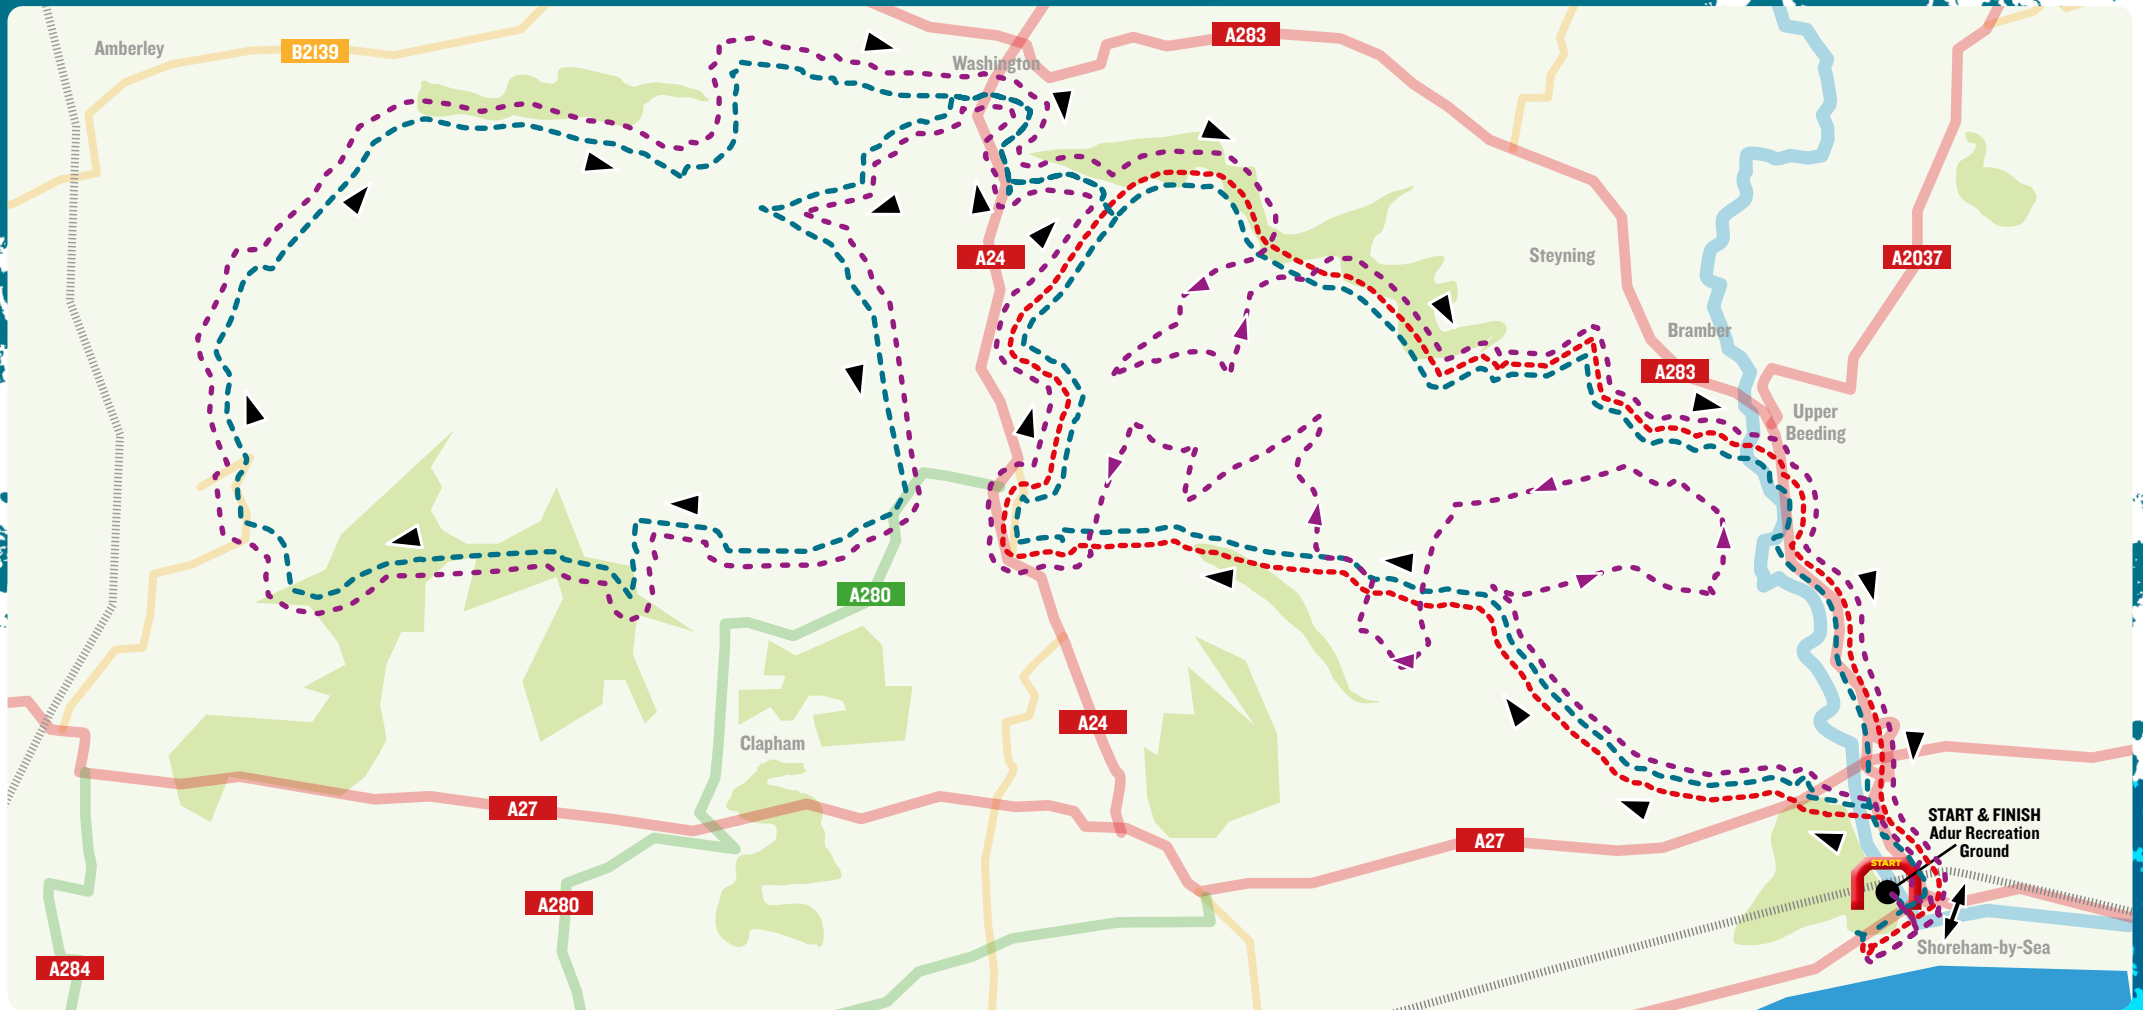 A283
Amberley
B2139
Washington
Steyning
A24
A2037
Bramber
A283
Upper
Beeding
A280
A24
Clapham
A27
START & FINISH
Adur Recreation
Ground
A27
START
A280
Shoreham-by-Sea
A284